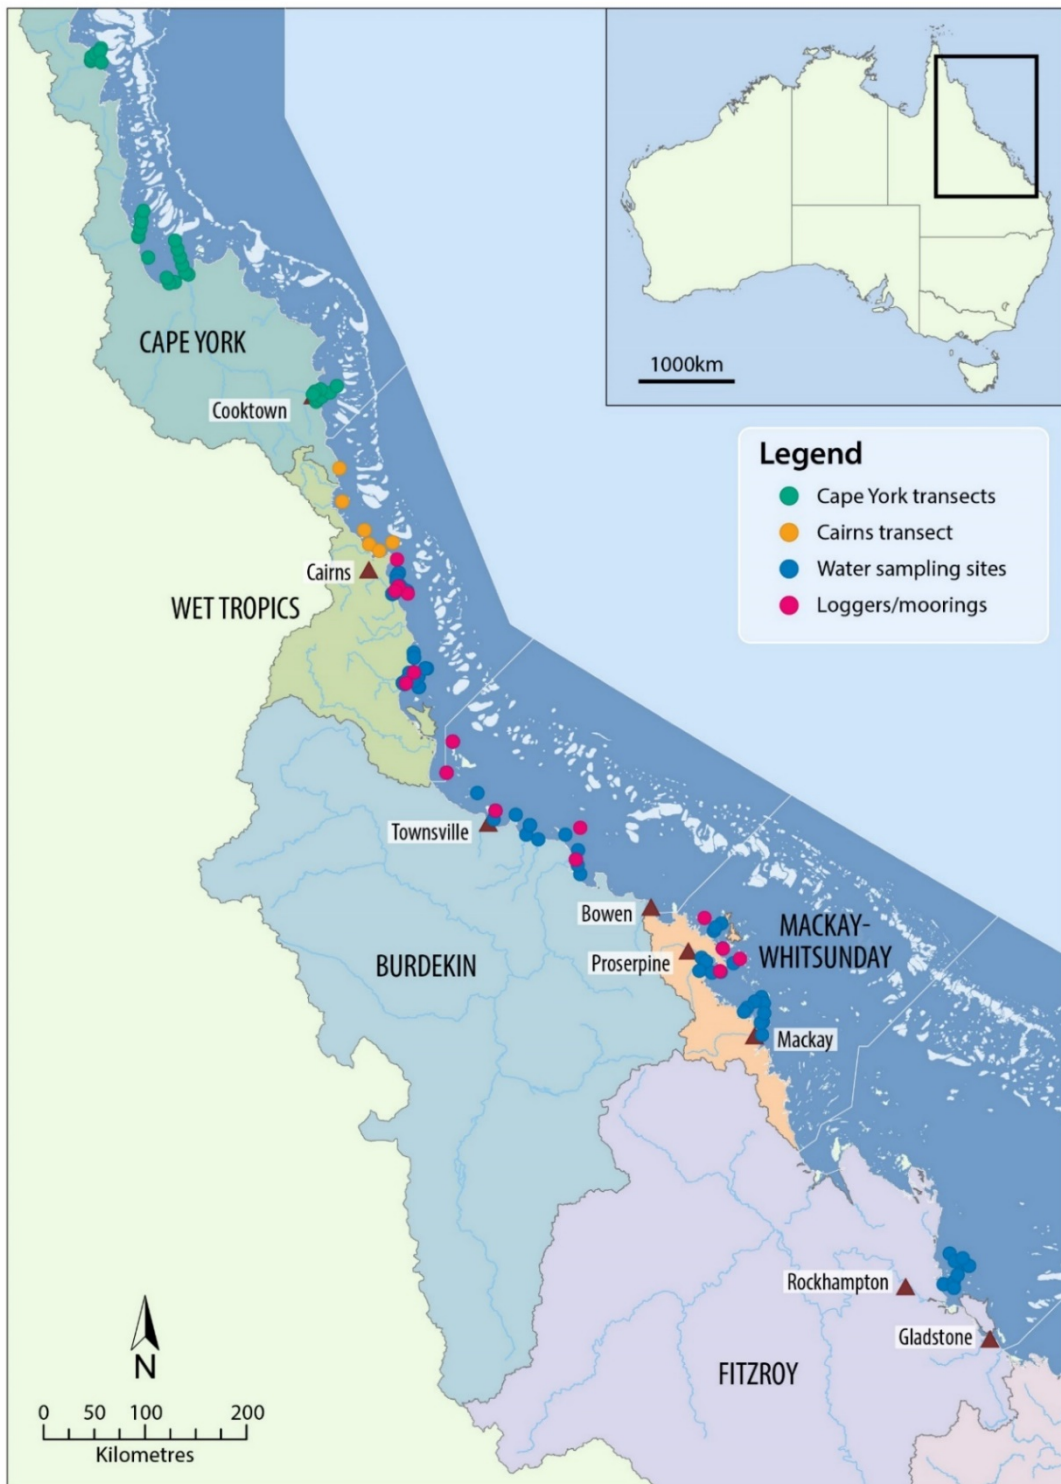 1000km
Legend
Cape York transects
Cairns transect
Water sampling sites
Loggers/moorings
CAPE YORK
Cooktown
Cairns
WET TROPICS
Townsville
Bowen
MACKAY-
WHITSUNDAY
Proserpine
BURDEKIN
Mackay
Rockhampton
Gladstone
FITZROY
N
0 50 100 200
Kilometres